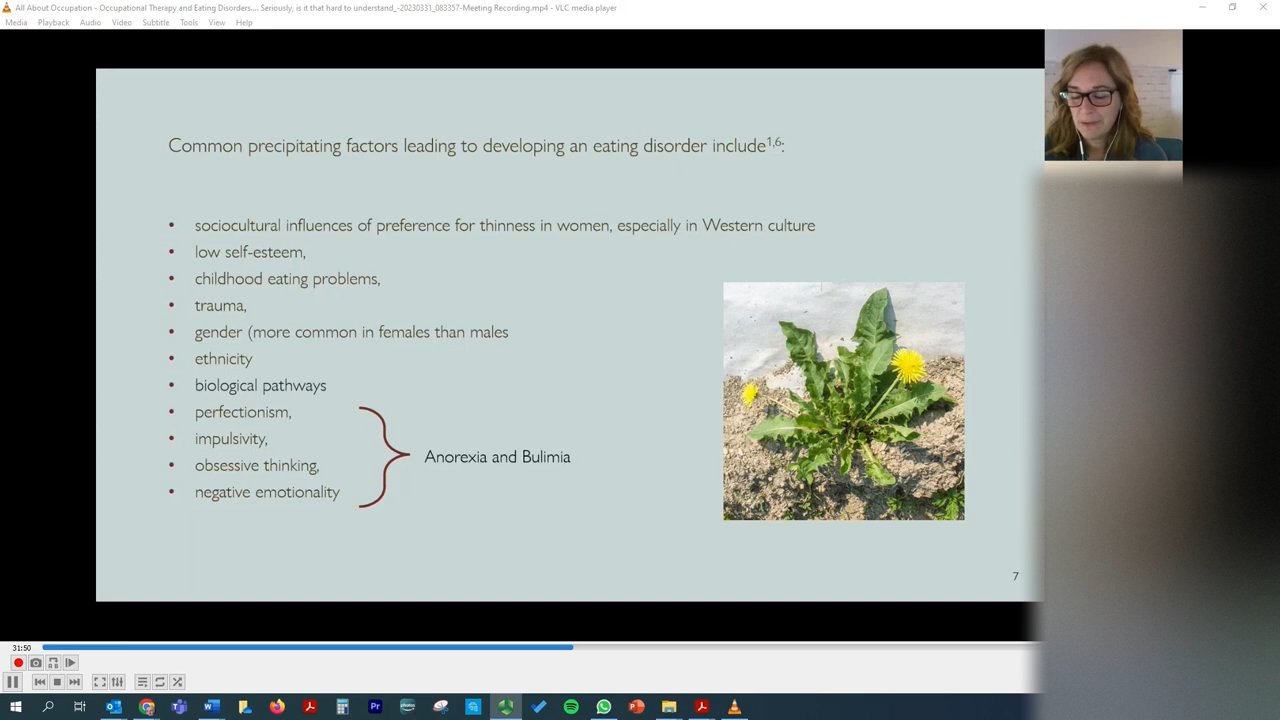 All About Occupation - Occupational Therapy and Eating Disorders.... Seriously, is it that hard to understand_-20230331_083357-Meeting Recording.mp4 - VLC media player
Media Playback Audio Video Subtitle Tools View Help
Common precipitating factors leading to developing an eating disorder include1,6:
• sociocultural influences of preference for thinness in women, especially in Western culture
• low self-esteem,
• childhood eating problems,
• trauma,
• gender (more common in females than males
• ethnicity
• biological pathways
• perfectionism,
• impulsivity,
• obsessive thinking,
• negative emotionality
Anorexia and Bulimia
7
31:50